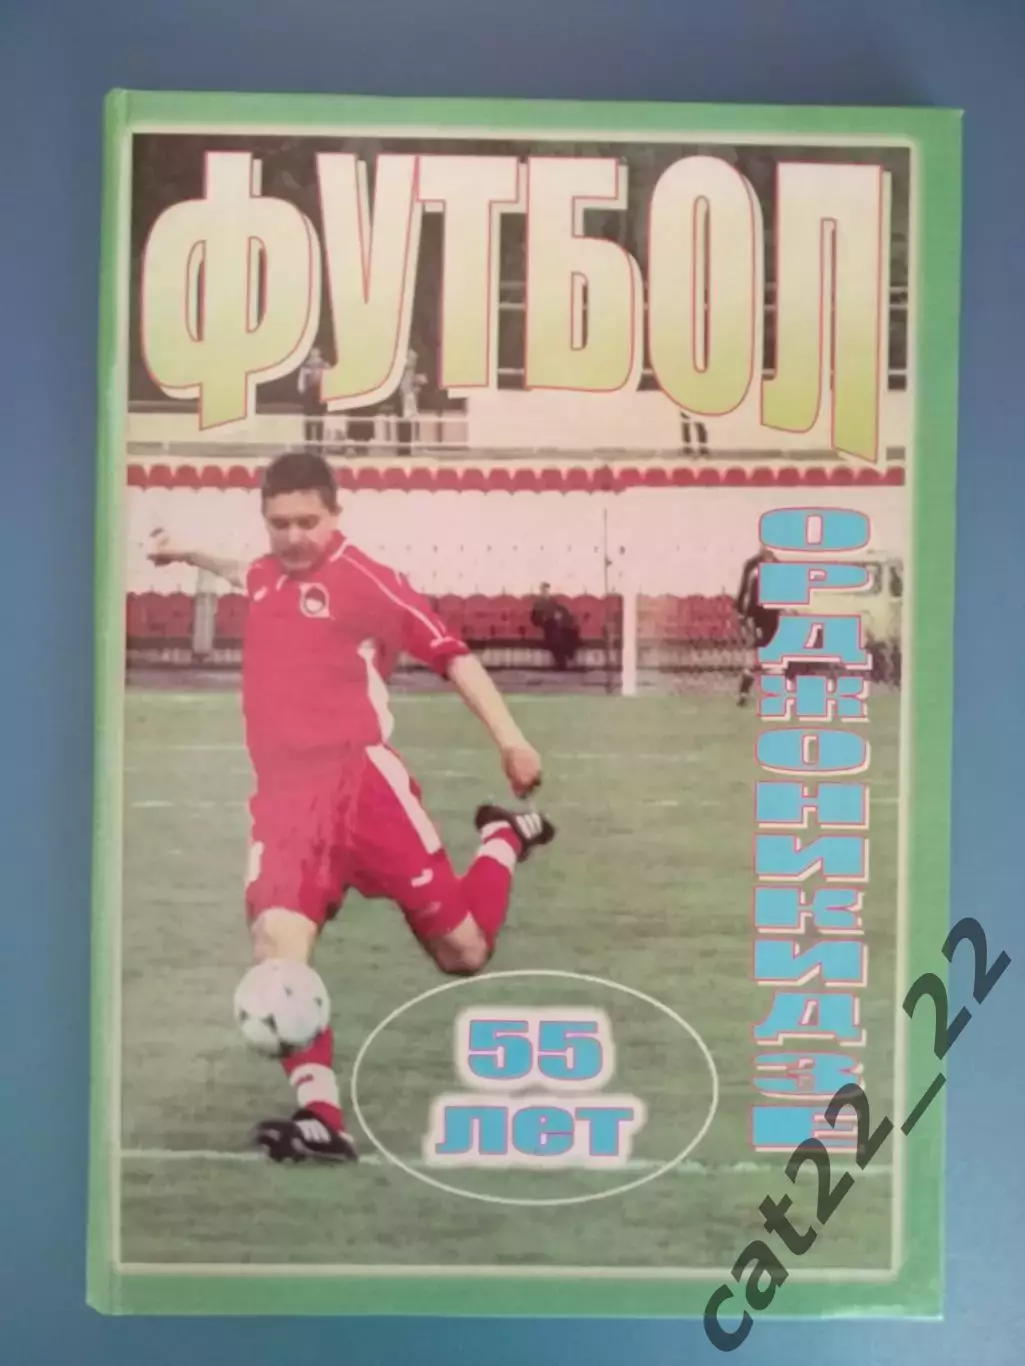 ФУТБОЛ
ОРДЖОНИКИДЗЕ
55
лет
cat22_22